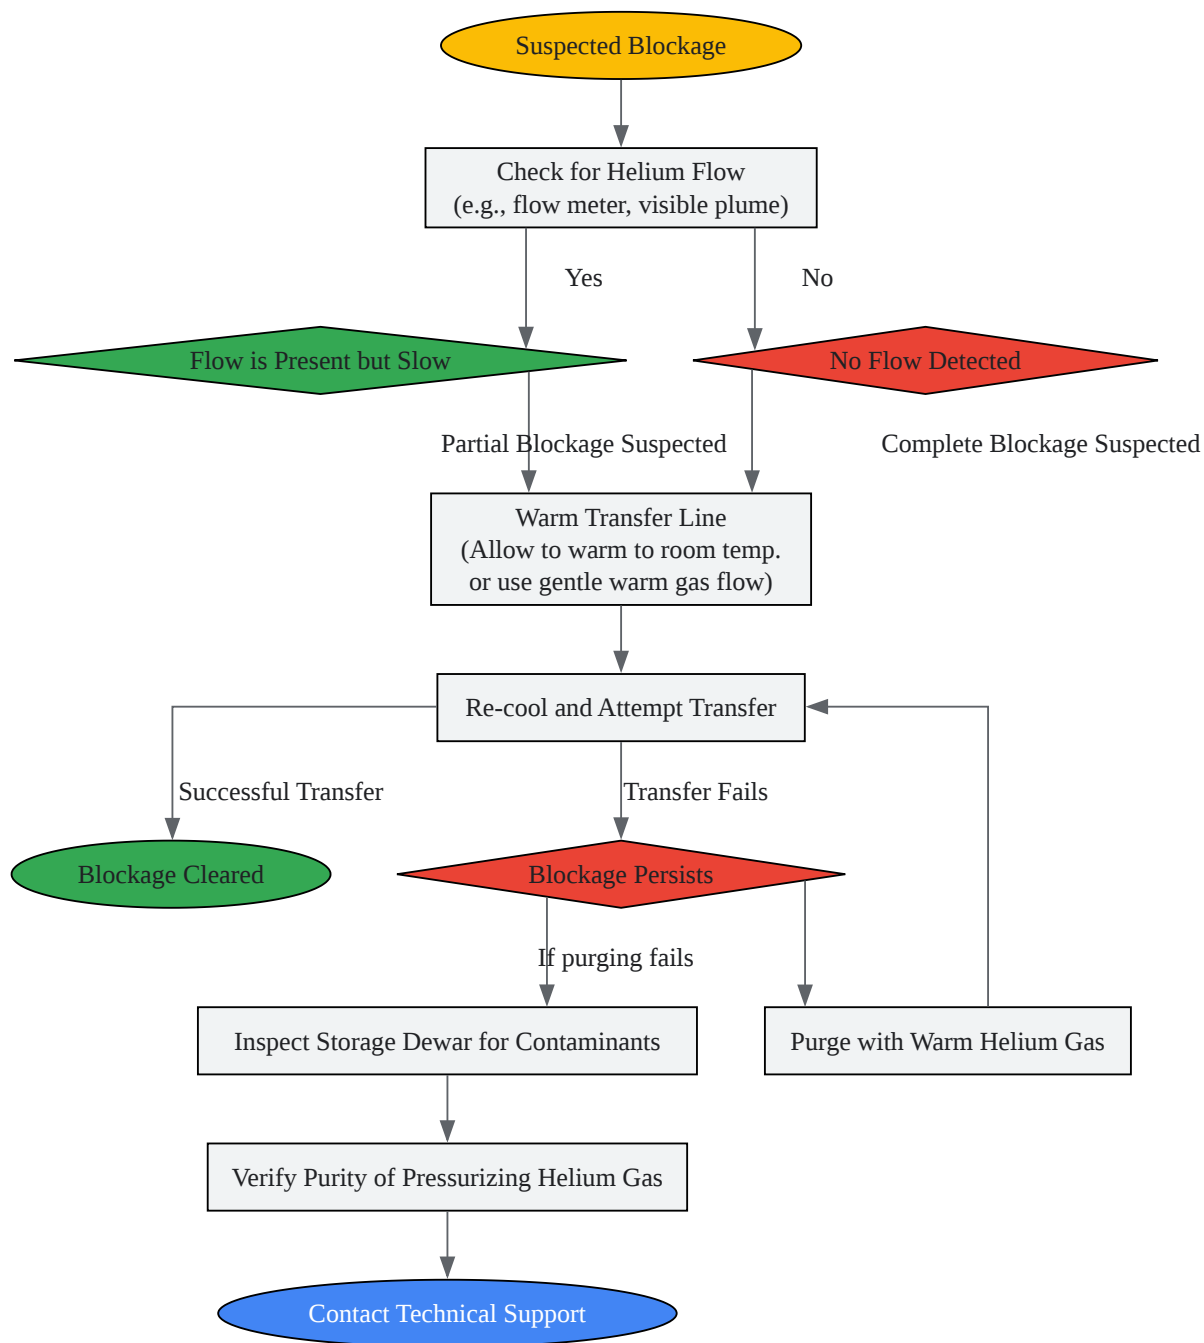 Suspected Blockage
Check for Helium Flow
(e.g., flow meter, visible plume)
Yes
No
Flow is Present but Slow
No Flow Detected
Partial Blockage Suspected
Complete Blockage Suspected
Warm Transfer Line
(Allow to warm to room temp.
or use gentle warm gas flow)
Re-cool and Attempt Transfer
Successful Transfer
Transfer Fails
Blockage Cleared
Blockage Persists
If purging fails
Inspect Storage Dewar for Contaminants
Purge with Warm Helium Gas
Verify Purity of Pressurizing Helium Gas
Contact Technical Support